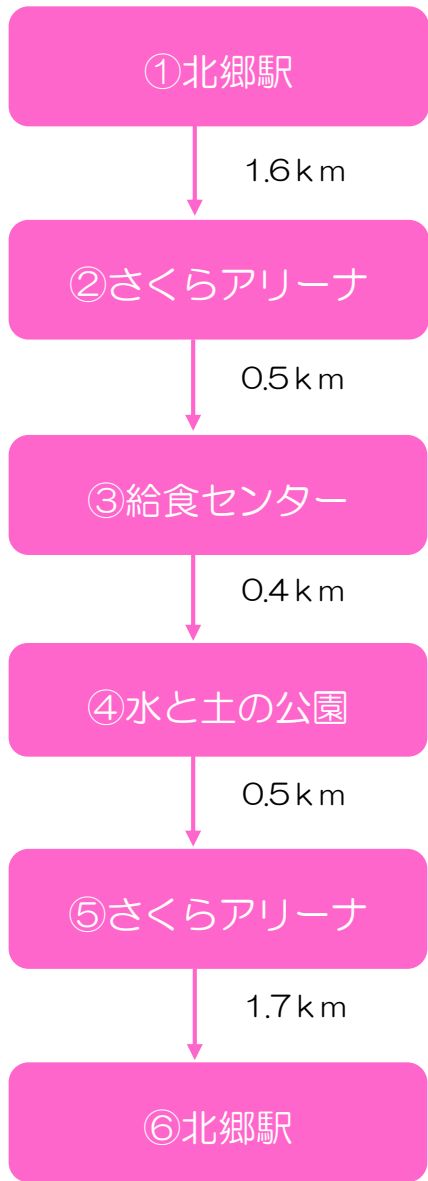 ①北郷駅
1.6km
②さくらアリーナ
0.5km
③給食センター
0.4km
④水と土の公園
0.5km
⑤さくらアリーナ
1.7km
⑥北郷駅